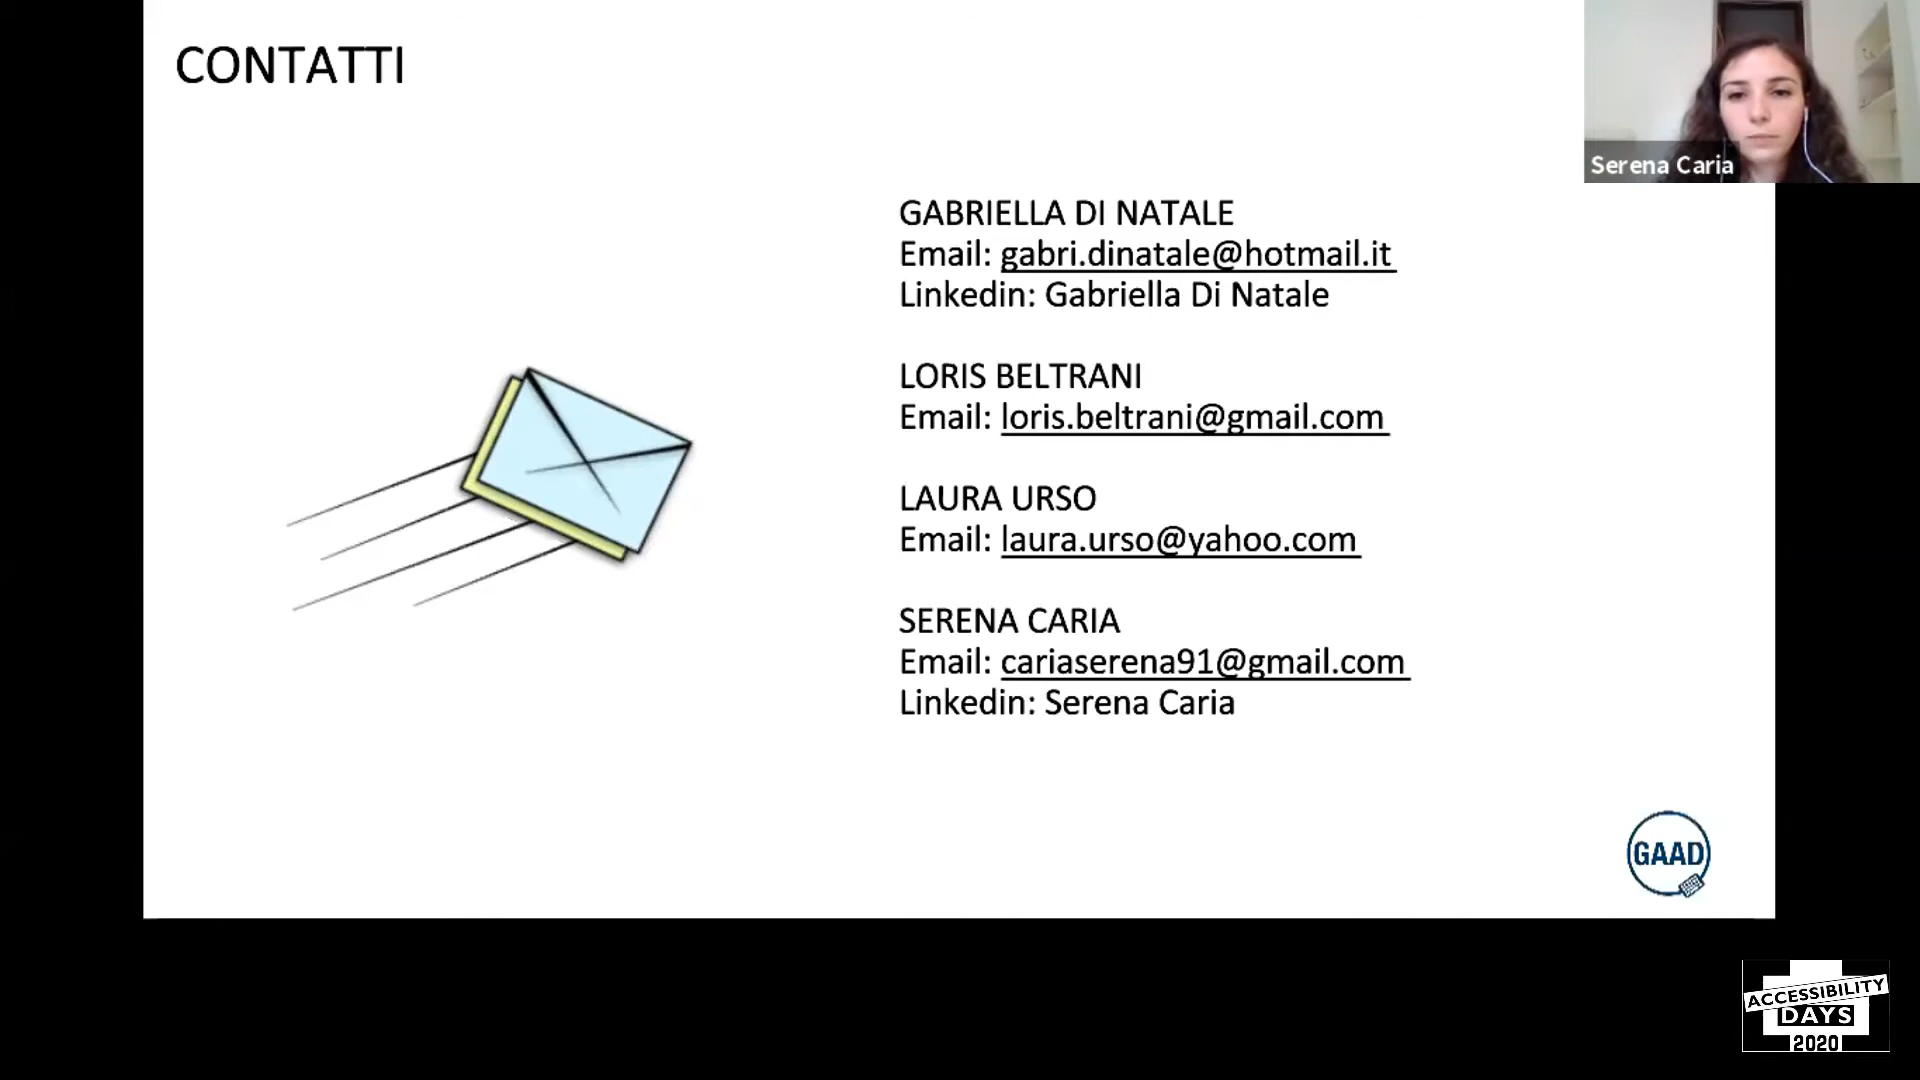 CONTATTI
Serena Caria
GABRIELLA DI NATALE
Email: gabri.dinatale@hotmail.it
Linkedin: Gabriella Di Natale
LORIS BELTRANI
Email: loris.beltrani@gmail.com
LAURA URSO
Email: laura.urso@yahoo.com
SERENA CARIA
Email: cariaserena91@gmail.com
Linkedin: Serena Caria
GAAD
ACCESSIBILITY
DAYS
2020